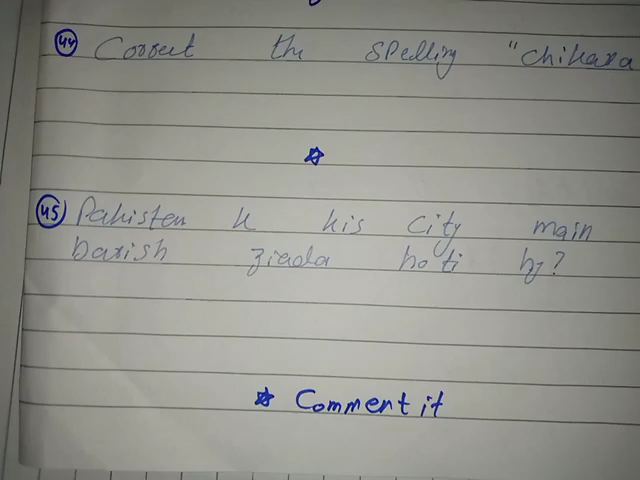 44 Correct the spelling "chikara
45 Pakistan k kis city main
barish ziada hoti hy?
Comment it